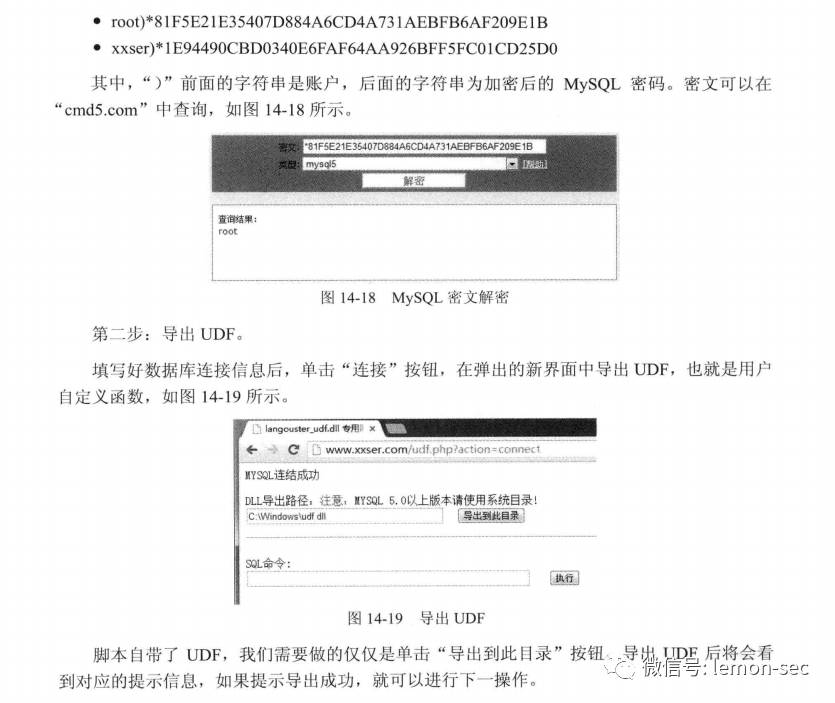 ● root)*81F5E21E35407D884A6CD4A731AEBFB6AF209E1B
● xxser)*1E94490CBD0340E6FAF64AA926BFF5FC01CD25D0
其中，“）”前面的字符串是账户，后面的字符串为加密后的 MySQL 密码。密文可以在
“cmd5.com”中查询，如图 14-18 所示。
密文: *81F5E21E35407D884A6CD4A731AEBFB6AF209E1B
类型: mysql5 [帮助]
解密
查询结果:
root
图 14-18 MySQL 密文解密
第二步：导出 UDF。
填写好数据库连接信息后，单击“连接”按钮，在弹出的新界面中导出 UDF，也就是用户
自定义函数，如图 14-19 所示。
langouster_udf.dll 专用 ×
www.xxser.com/udf.php?action=connect
MYSQL连结成功
DLL导出路径：注意，MYSQL 5.0以上版本请使用系统目录!
C:\Windows\udf dll 导出到此目录
SQL命令:
执行
图 14-19 导出 UDF
脚本自带了 UDF，我们需要做的仅仅是单击“导出到此目录”按钮。导出 UDF 后将会看
到对应的提示信息，如果提示导出成功，就可以进行下一操作。
微信号: lemon-sec